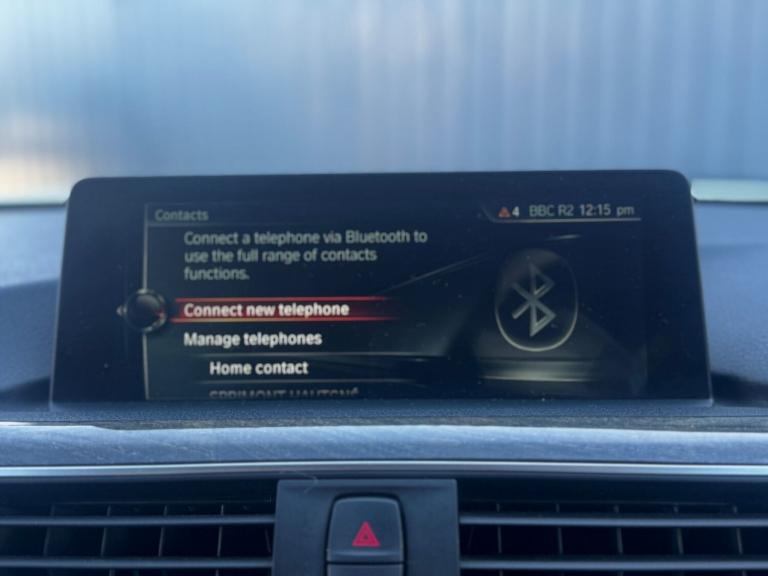 Contacts
4 BBC R2 12:15 pm
Connect a telephone via Bluetooth to
use the full range of contacts
functions.
Connect new telephone
Manage telephones
Home contact